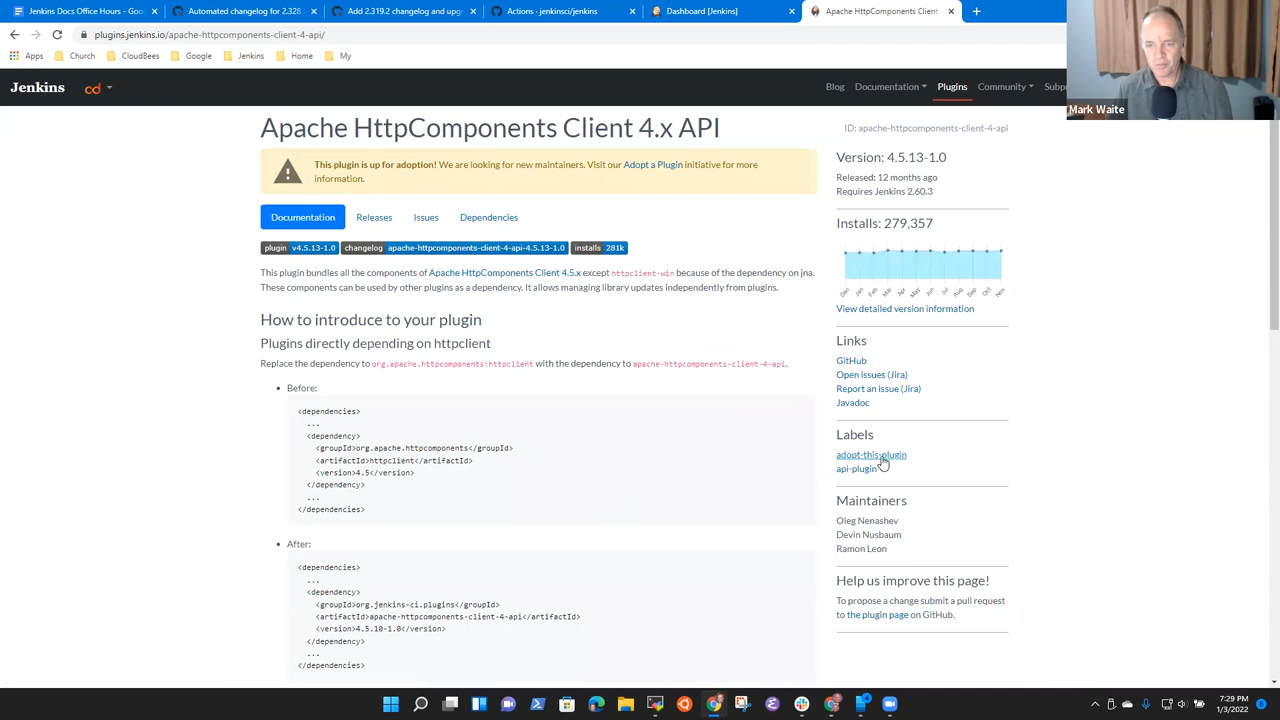 Jenkins Docs Office Hours - Goo
Automated changelog for 2.328
Add 2.319.2 changelog and upg
Actions · jenkinsci/jenkins
Dashboard [Jenkins]
Apache HttpComponents Client
plugins.jenkins.io/apache-httpcomponents-client-4-api/
Apps
Church
CloudBees
Google
Jenkins
Home
My
Mark Waite
Jenkins
cd
Blog
Documentation
Plugins
Community
Subp
Apache HttpComponents Client 4.x API
This plugin is up for adoption! We are looking for new maintainers. Visit our Adopt a Plugin initiative for more
information.
Documentation
Releases
Issues
Dependencies
plugin v4.5.13-1.0
changelog apache-httpcomponents-client-4-api-4.5.13-1.0
installs 281k
This plugin bundles all the components of Apache HttpComponents Client 4.5.x except httpclient-win because of the dependency on jna.
These components can be used by other plugins as a dependency. It allows managing library updates independently from plugins.
How to introduce to your plugin
Plugins directly depending on httpclient
Replace the dependency to org.apache.httpcomponents:httpclient with the dependency to apache-httpcomponents-client-4-api.
Before:
<dependencies>
...
<dependency>
<groupId>org.apache.httpcomponents</groupId>
<artifactId>httpclient</artifactId>
<version>4.5</version>
</dependency>
...
</dependencies>
After:
<dependencies>
...
<dependency>
<groupId>org.jenkins-ci.plugins</groupId>
<artifactId>apache-httpcomponents-client-4-api</artifactId>
<version>4.5.10-1.0</version>
</dependency>
...
</dependencies>
ID: apache-httpcomponents-client-4-api
Version: 4.5.13-1.0
Released: 12 months ago
Requires Jenkins 2.60.3
Installs: 279,357
Dec
Jan
Feb
Mar
Apr
May
Jun
Jul
Aug
Sep
Oct
Nov
View detailed version information
Links
GitHub
Open issues (Jira)
Report an issue (Jira)
Javadoc
Labels
adopt-this-plugin
api-plugin
Maintainers
Oleg Nenashev
Devin Nusbaum
Ramon Leon
Help us improve this page!
To propose a change submit a pull request
to the plugin page on GitHub.
7:29 PM
1/3/2022